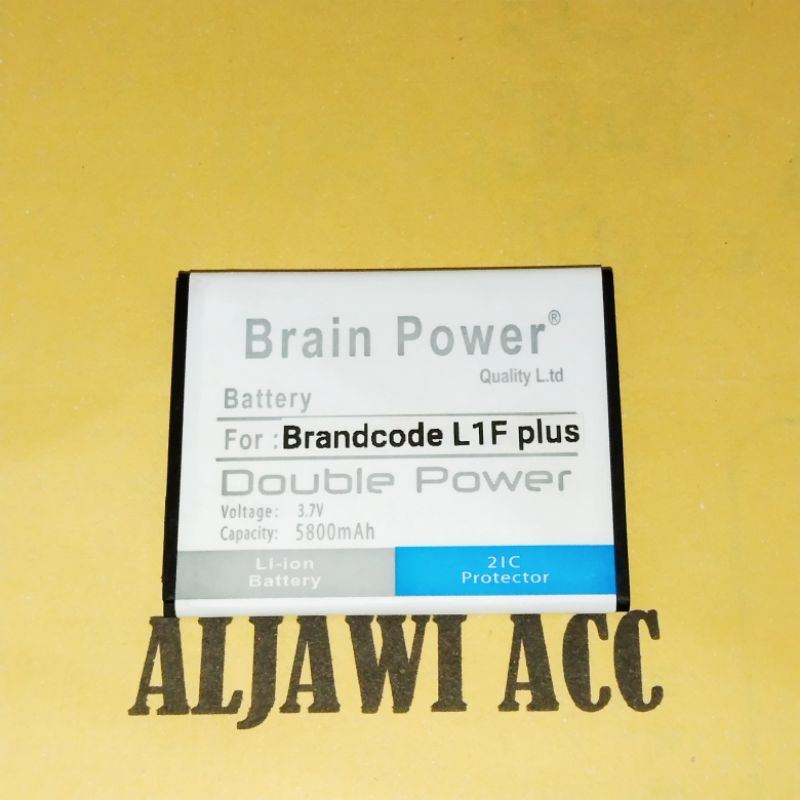 Brain Power®
Quality L.td
Battery
For : Brandcode L1F plus
Double Power
Voltage: 3.7V
Capacity: 5800mAh
LI-ion
Battery
2IC
Protector
ALJAWI ACC